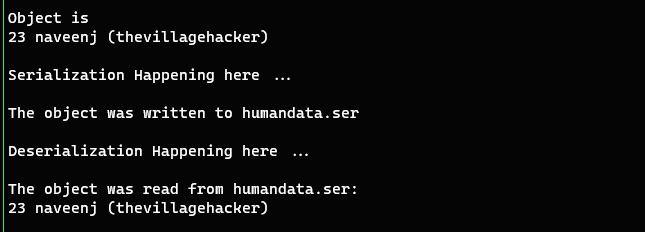 Object is
23 naveenj (thevillagehacker)
Serialization Happening here ...
The object was written to humandata.ser
Deserialization Happening here ...
The object was read from humandata.ser:
23 naveenj (thevillagehacker)